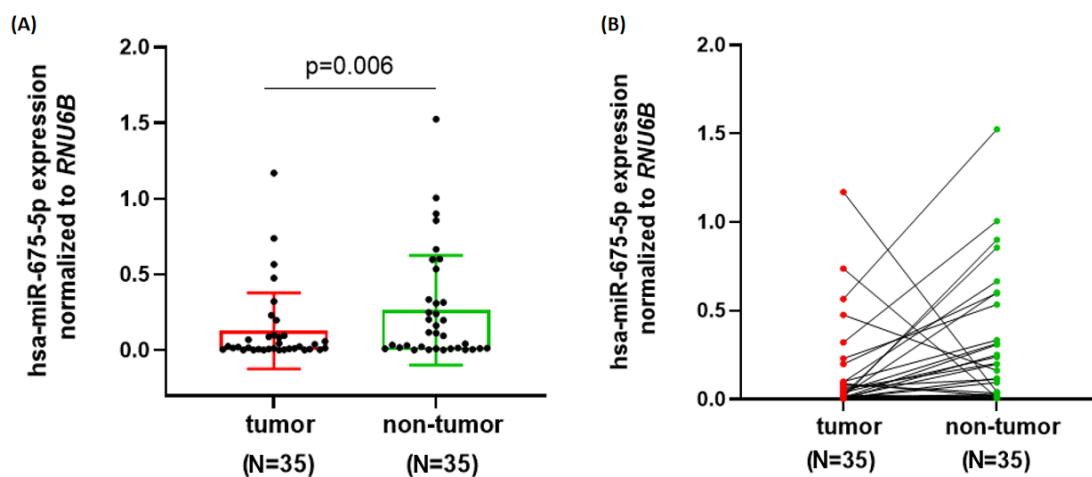 (A)
hsa-miR-675-5p expression
normalized to RNU6B
2.0
1.5
1.0
0.5
0.0
p=0.006
tumor
(N=35)
non-tumor
(N=35)
(B)
hsa-miR-675-5p expression
normalized to RNU6B
2.0
1.5
1.0
0.5
0.0
tumor
(N=35)
non-tumor
(N=35)